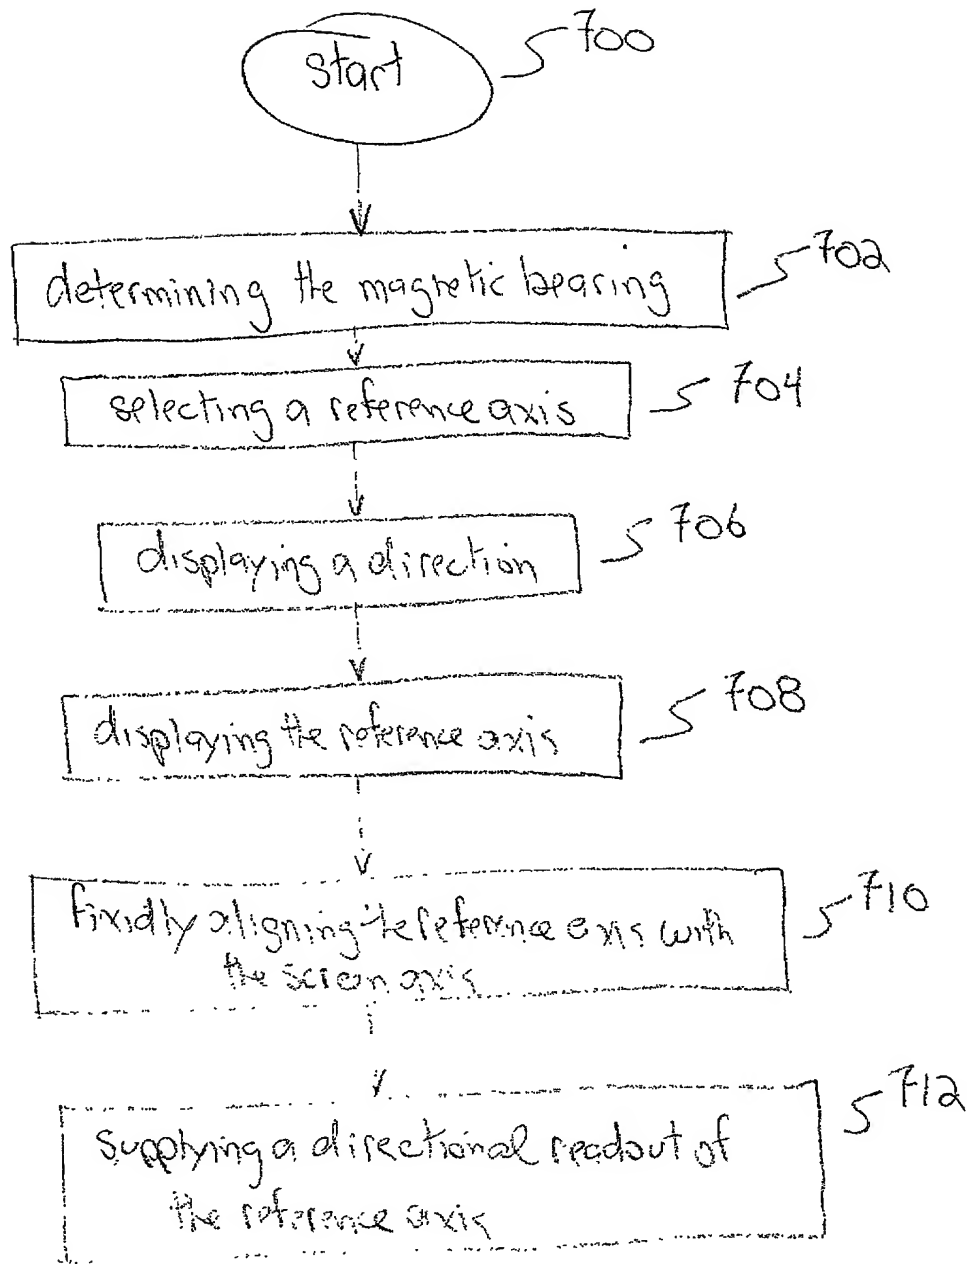 start
700
determining the magnetic bearing
702
selecting a reference axis
704
displaying a direction
706
displaying the reference axis
708
fixidly aligning the reference axis with
the screen axis
710
supplying a directional readout of
the reference axis
712